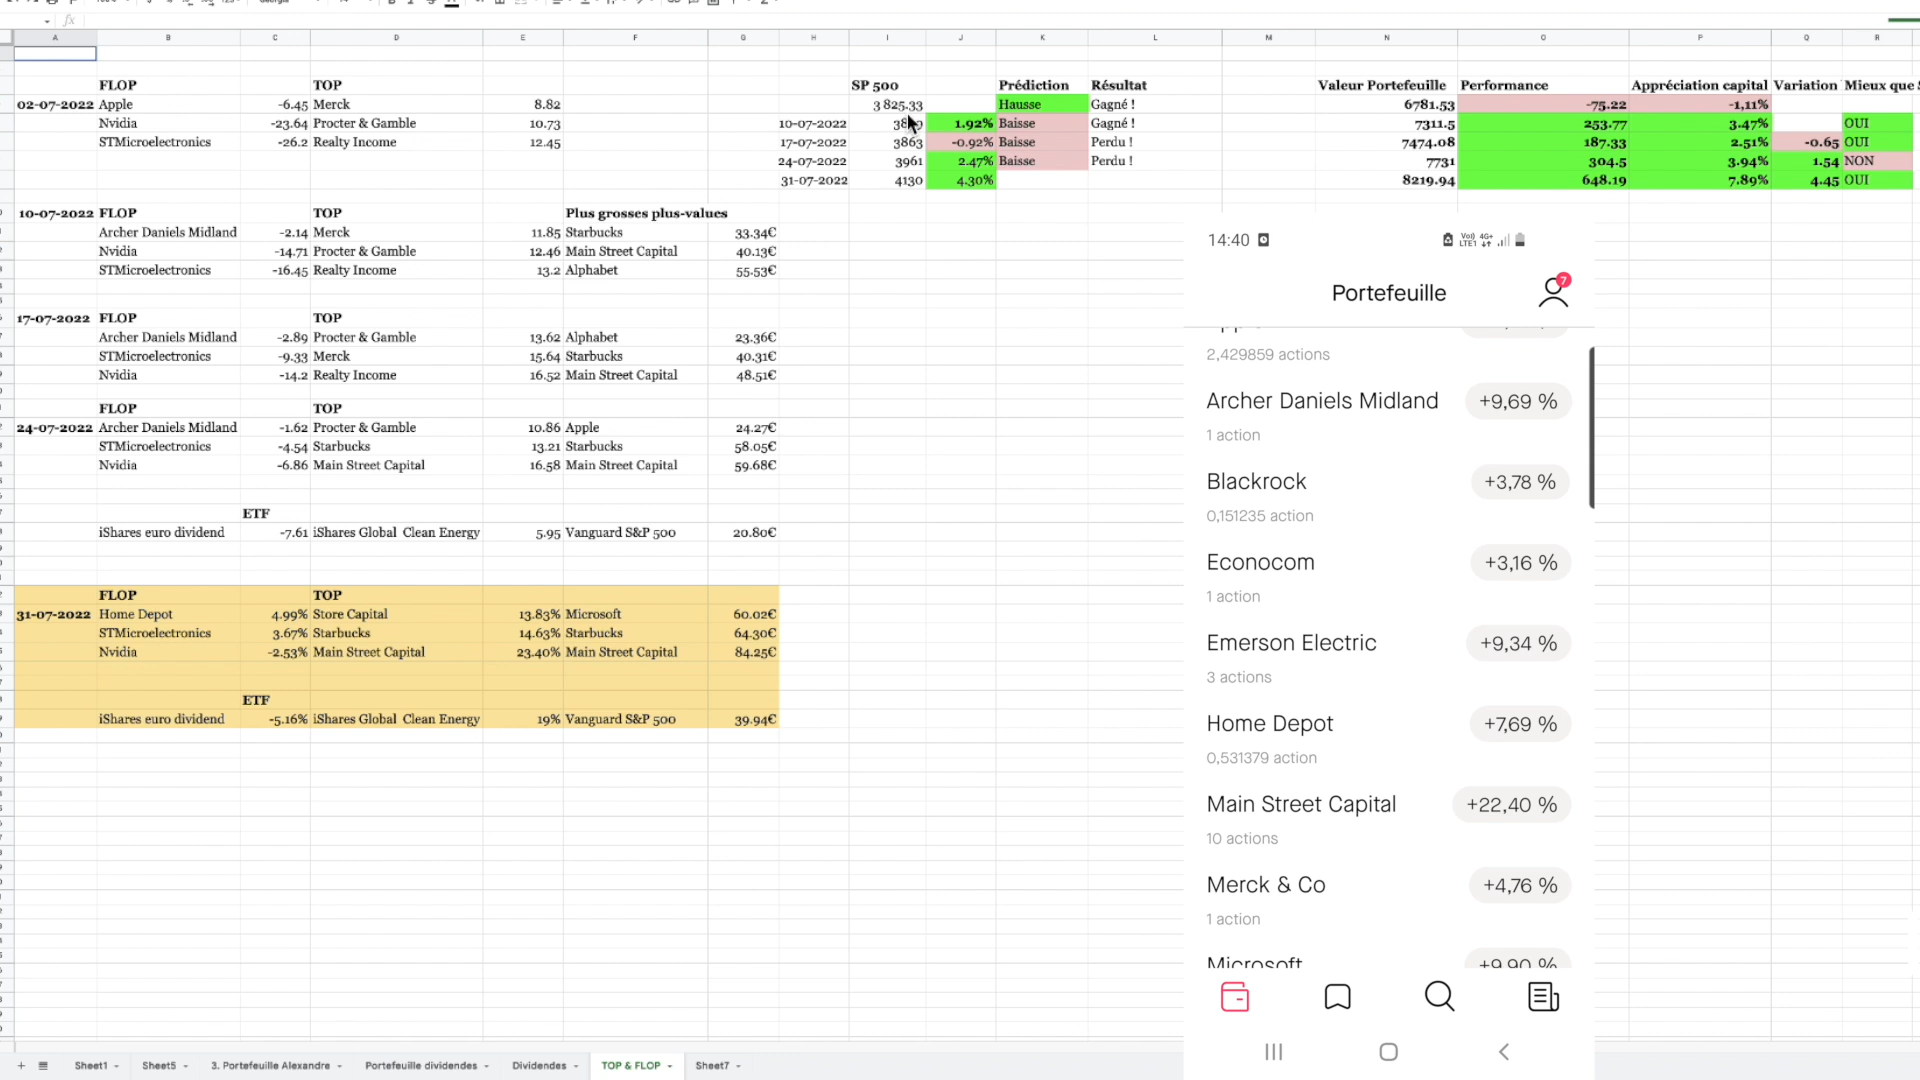 A B C D E F G H I J K L M N O P Q R
FLOP TOP SP 500 Prédiction Résultat Valeur Portefeuille Performance Appréciation capital Variation Mieux que
02-07-2022 Apple -6.45 Merck 8.82 3 825.33 Hausse Gagné ! 6781.53 -75.22 -1,11%
Nvidia -23.64 Procter & Gamble 10.73 10-07-2022 1.92% Baisse Gagné ! 7311.5 253.77 3.47% OUI
STMicroelectronics -26.2 Realty Income 12.45 17-07-2022 3863 -0.92% Baisse Perdu ! 7474.08 187.33 2.51% -0.65 OUI
24-07-2022 3961 2.47% Baisse Perdu ! 7731 304.5 3.94% 1.54 NON
31-07-2022 4130 4.30% 8219.94 648.19 7.89% 4.45 OUI
10-07-2022 FLOP TOP Plus grosses plus-values
Archer Daniels Midland -2.14 Merck 11.85 Starbucks 33.34€
Nvidia -14.71 Procter & Gamble 12.46 Main Street Capital 40.13€
STMicroelectronics -16.45 Realty Income 13.2 Alphabet 55.53€
17-07-2022 FLOP TOP
Archer Daniels Midland -2.89 Procter & Gamble 13.62 Alphabet 23.36€
STMicroelectronics -9.33 Merck 15.64 Starbucks 40.31€
Nvidia -14.2 Realty Income 16.52 Main Street Capital 48.51€
FLOP TOP
24-07-2022 Archer Daniels Midland -1.62 Procter & Gamble 10.86 Apple 24.27€
STMicroelectronics -4.54 Starbucks 13.21 Starbucks 58.05€
Nvidia -6.86 Main Street Capital 16.58 Main Street Capital 59.68€
ETF
iShares euro dividend -7.61 iShares Global Clean Energy 5.95 Vanguard S&P 500 20.80€
FLOP TOP
31-07-2022 Home Depot 4.99% Store Capital 13.83% Microsoft 60.02€
STMicroelectronics 3.67% Starbucks 14.63% Starbucks 64.30€
Nvidia -2.53% Main Street Capital 23.40% Main Street Capital 84.25€
ETF
iShares euro dividend -5.16% iShares Global Clean Energy 19% Vanguard S&P 500 39.94€
14:40 Vo)) 4G+
LTE1
Portefeuille 7
2,429859 actions
Archer Daniels Midland +9,69 %
1 action
Blackrock +3,78 %
0,151235 action
Econocom +3,16 %
1 action
Emerson Electric +9,34 %
3 actions
Home Depot +7,69 %
0,531379 action
Main Street Capital +22,40 %
10 actions
Merck & Co +4,76 %
1 action
Microsoft +9,90 %
+ Sheet1 Sheet5 3. Portefeuille Alexandre Portefeuille dividendes Dividendes TOP & FLOP Sheet7